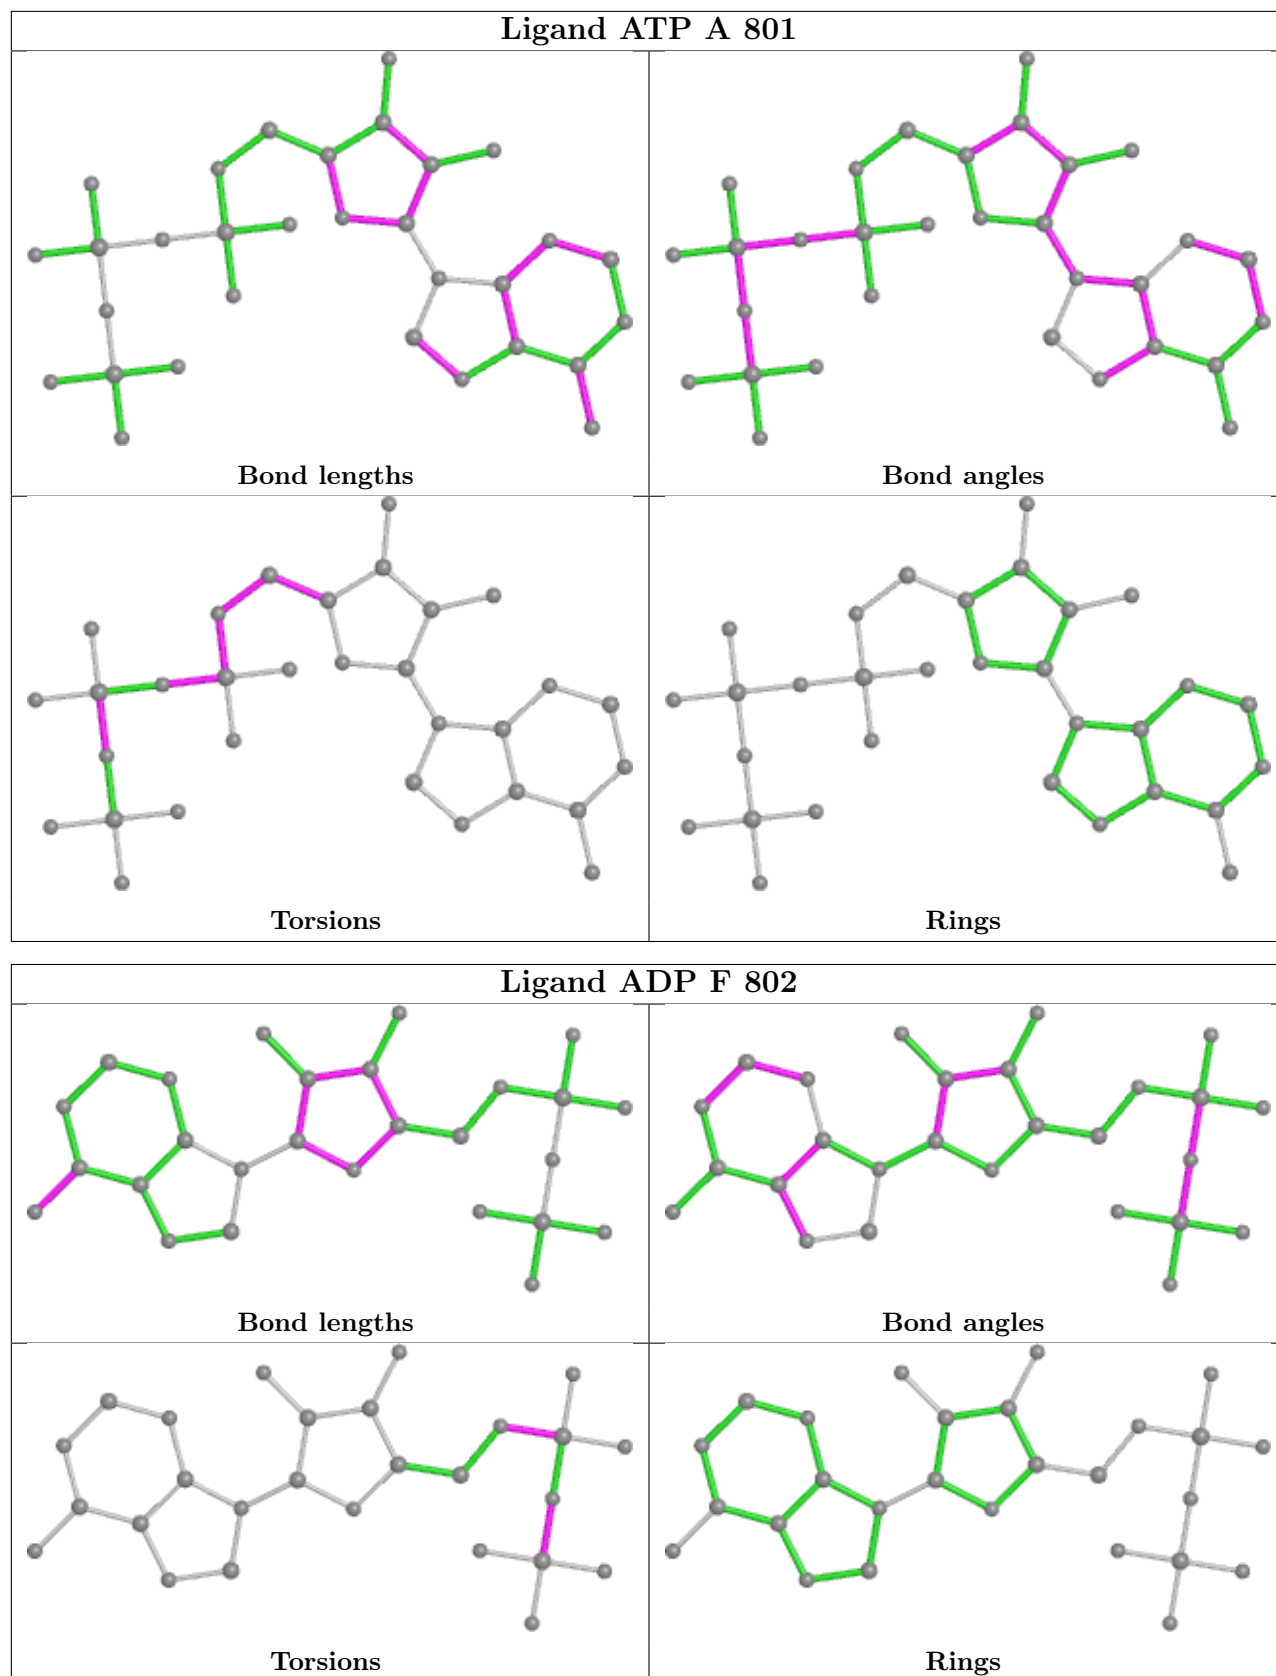 Ligand ATP A 801
Bond lengths
Bond angles
Torsions
Rings
Ligand ADP F 802
Bond lengths
Bond angles
Torsions
Rings